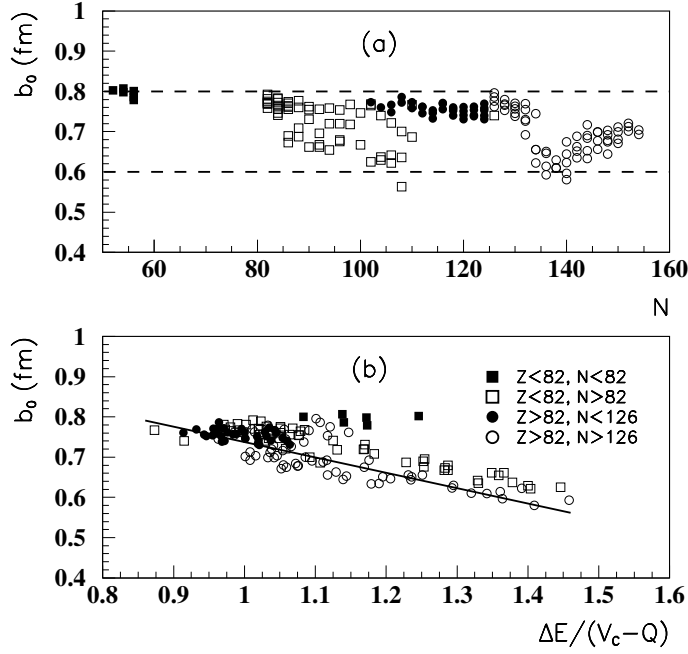 1
0.9
0.8
0.7
0.6
0.5
0.4
b₀ (fm)
(a)
60 80 100 120 140 160
N
1
0.9
0.8
0.7
0.6
0.5
0.4
b₀ (fm)
(b)
Z<82, N<82
Z<82, N>82
Z>82, N<126
Z>82, N>126
0.8 0.9 1 1.1 1.2 1.3 1.4 1.5 1.6
ΔE/(V_c−Q)